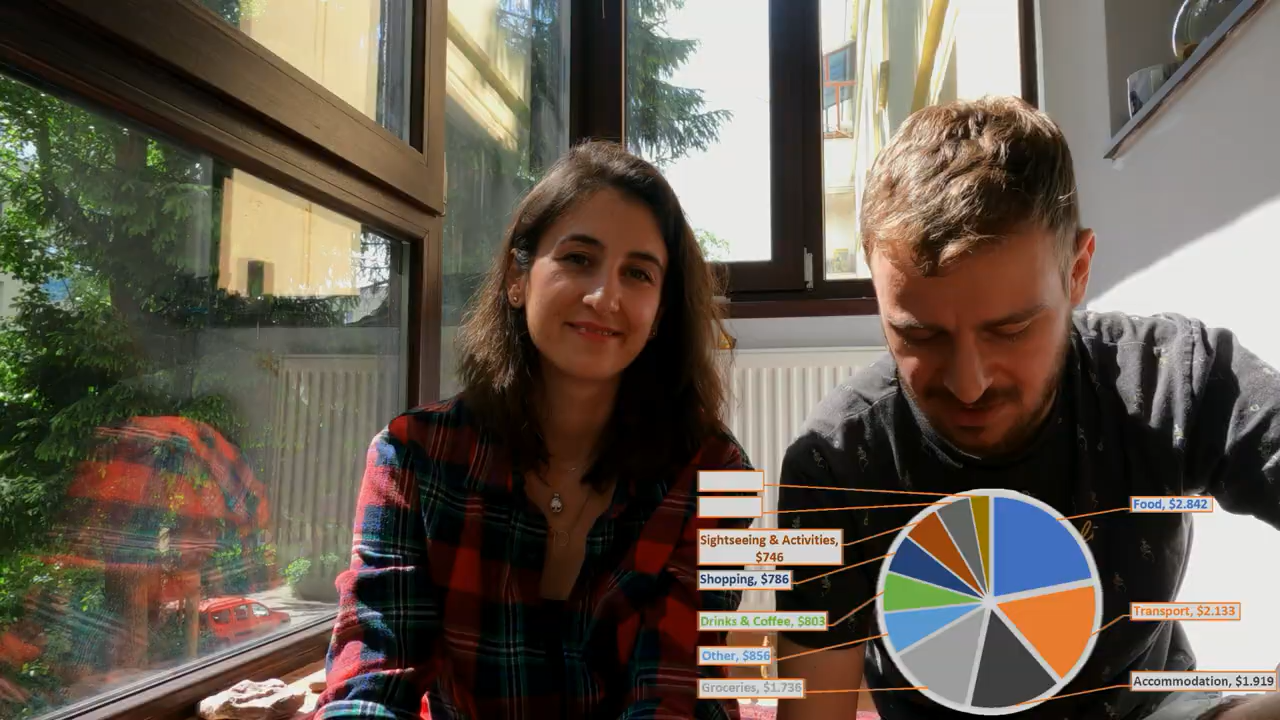 Food, $2.842
Sightseeing & Activities,
$746
Shopping, $786
Transport, $2.133
Drinks & Coffee, $803
Other, $856
Accommodation, $1.919
Groceries, $1.736